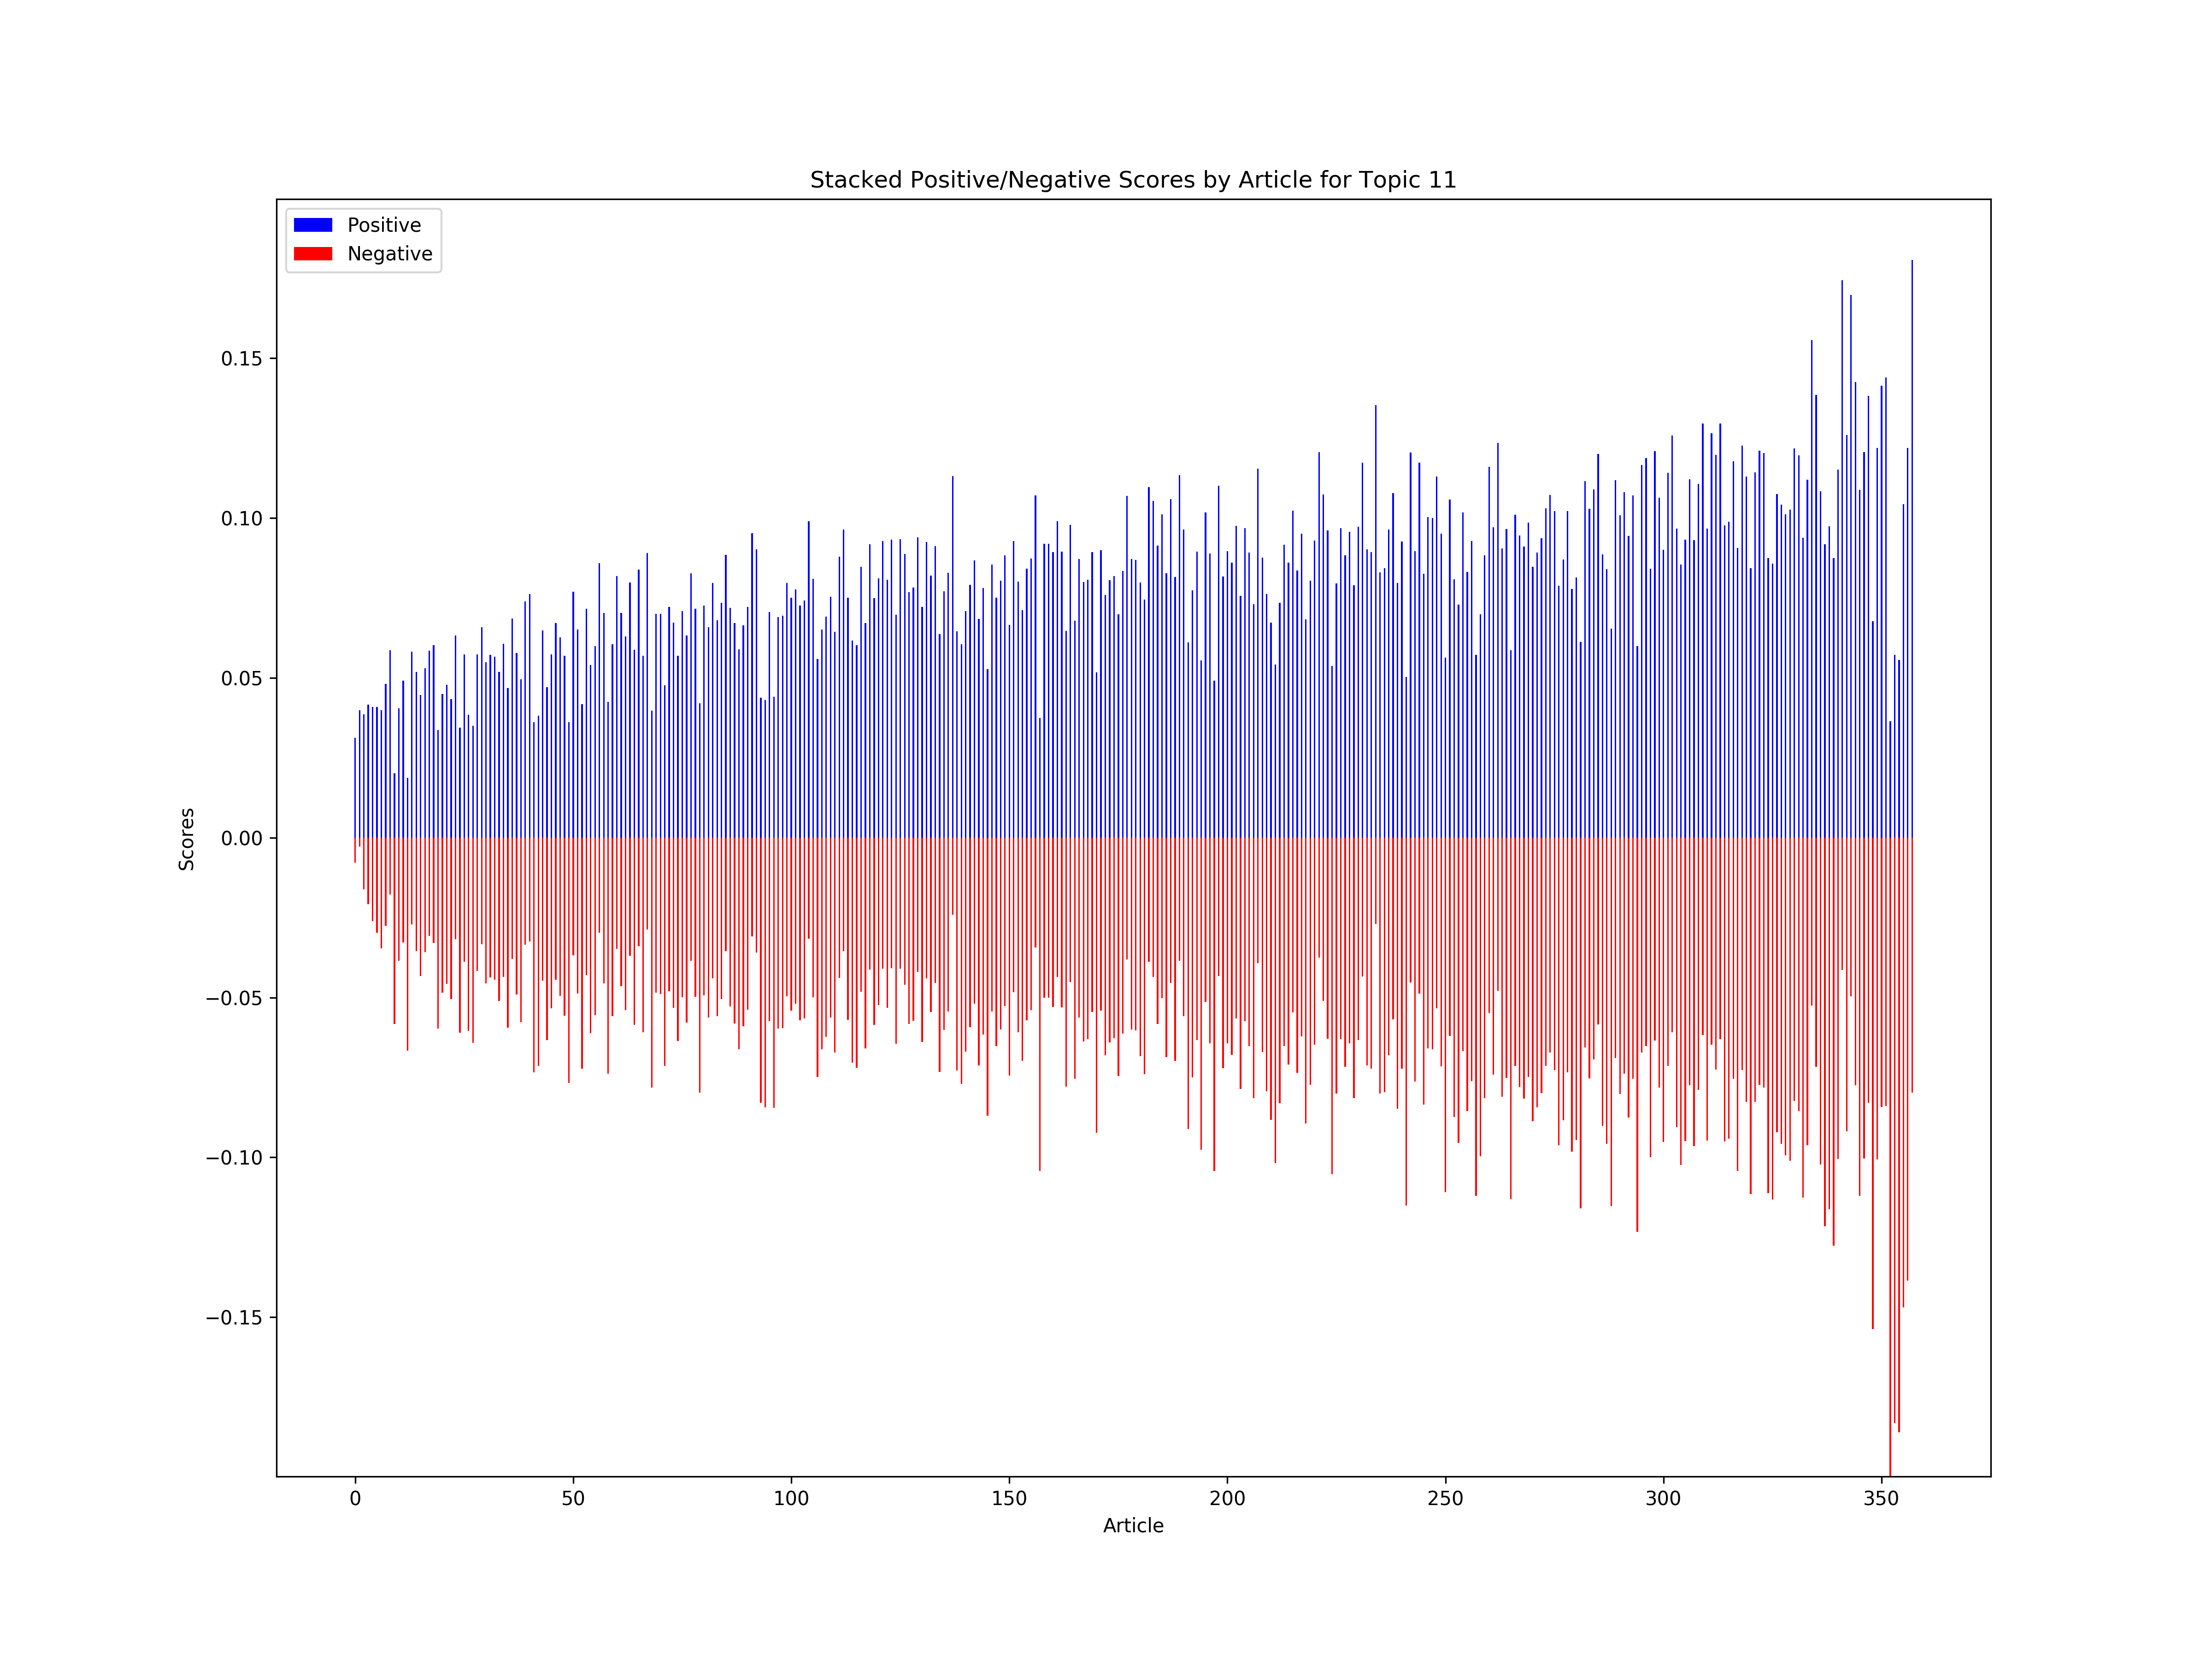 Stacked Positive/Negative Scores by Article for Topic 11
Positive
Negative
0.15
0.10
0.05
0.00
−0.05
−0.10
−0.15
Scores
0 50 100 150 200 250 300 350
Article